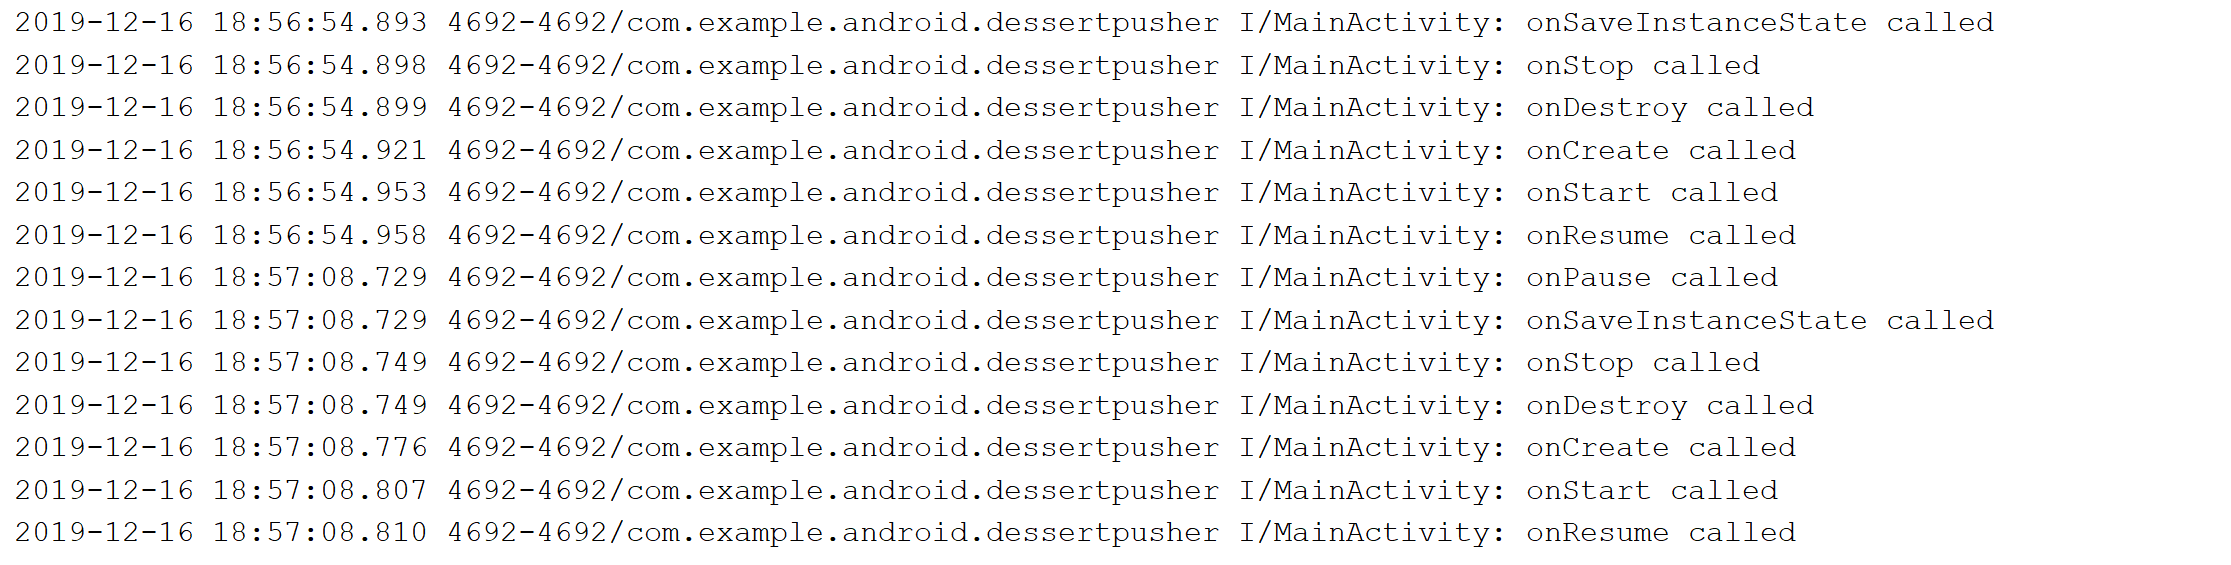 2019-12-16 18:56:54.893 4692-4692/com.example.android.dessertpusher I/MainActivity: onSaveInstanceState called
2019-12-16 18:56:54.898 4692-4692/com.example.android.dessertpusher I/MainActivity: onStop called
2019-12-16 18:56:54.899 4692-4692/com.example.android.dessertpusher I/MainActivity: onDestroy called
2019-12-16 18:56:54.921 4692-4692/com.example.android.dessertpusher I/MainActivity: onCreate called
2019-12-16 18:56:54.953 4692-4692/com.example.android.dessertpusher I/MainActivity: onStart called
2019-12-16 18:56:54.958 4692-4692/com.example.android.dessertpusher I/MainActivity: onResume called
2019-12-16 18:57:08.729 4692-4692/com.example.android.dessertpusher I/MainActivity: onPause called
2019-12-16 18:57:08.729 4692-4692/com.example.android.dessertpusher I/MainActivity: onSaveInstanceState called
2019-12-16 18:57:08.749 4692-4692/com.example.android.dessertpusher I/MainActivity: onStop called
2019-12-16 18:57:08.749 4692-4692/com.example.android.dessertpusher I/MainActivity: onDestroy called
2019-12-16 18:57:08.776 4692-4692/com.example.android.dessertpusher I/MainActivity: onCreate called
2019-12-16 18:57:08.807 4692-4692/com.example.android.dessertpusher I/MainActivity: onStart called
2019-12-16 18:57:08.810 4692-4692/com.example.android.dessertpusher I/MainActivity: onResume called